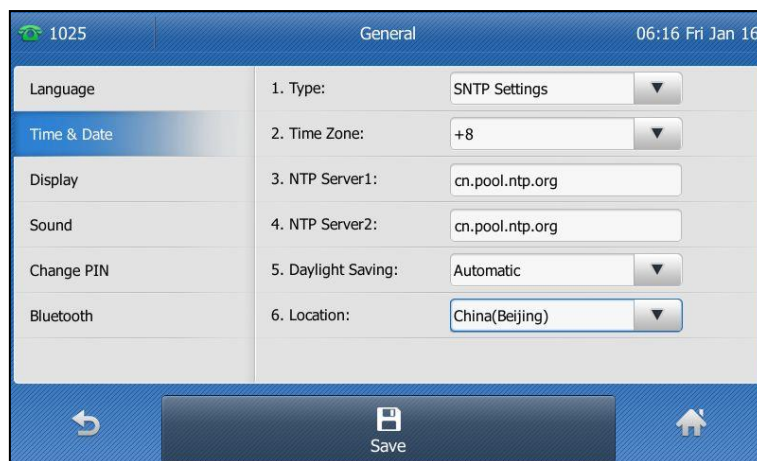 1025 General 06:16 Fri Jan 16
Language 1. Type: SNTP Settings
Time & Date 2. Time Zone: +8
Display 3. NTP Server1: cn.pool.ntp.org
Sound 4. NTP Server2: cn.pool.ntp.org
Change PIN 5. Daylight Saving: Automatic
Bluetooth 6. Location: China(Beijing)
Save